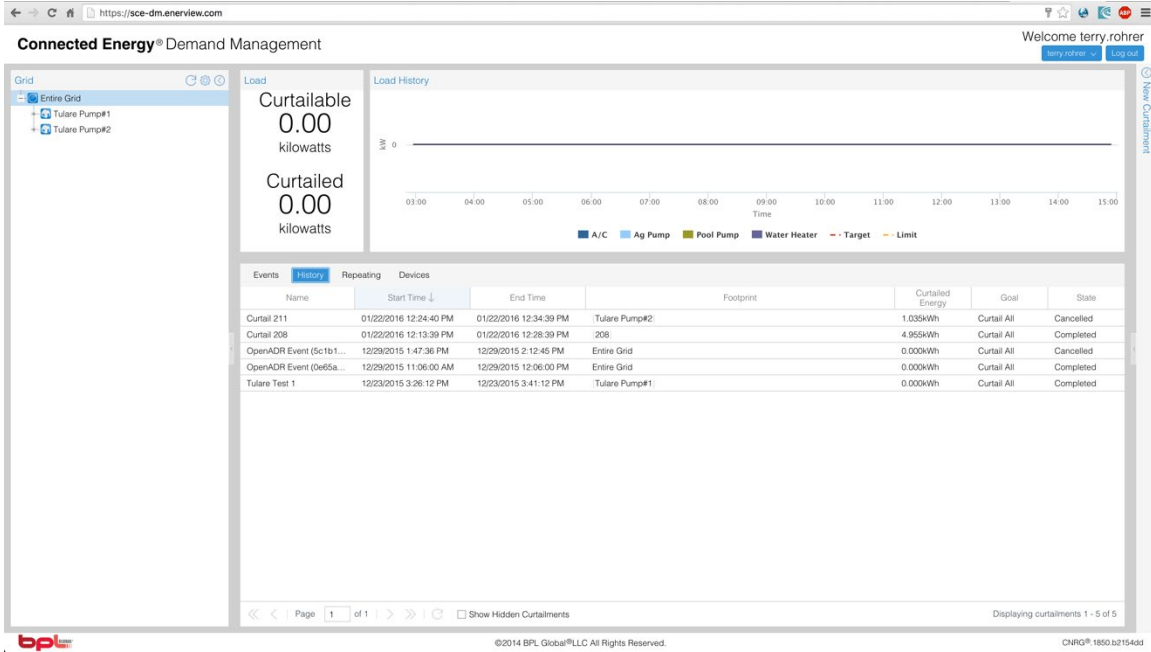 https://sce-dm.enerview.com
ABP
Connected Energy® Demand Management
Welcome terry.rohrer
terry.rohrer
Log out
Grid
Entire Grid
Tulare Pump#1
Tulare Pump#2
Load
Curtailable
0.00
kilowatts
Curtailed
0.00
kilowatts
Load History
kW
0
03:00 04:00 05:00 06:00 07:00 08:00 09:00 10:00 11:00 12:00 13:00 14:00 15:00
Time
A/C Ag Pump Pool Pump Water Heater Target Limit
New Curtailment
Events History Repeating Devices
Name Start Time ↓ End Time Footprint Curtailed Energy Goal State
Curtail 211 01/22/2016 12:24:40 PM 01/22/2016 12:34:39 PM |Tulare Pump#2| 1.035kWh Curtail All Cancelled
Curtail 208 01/22/2016 12:13:39 PM 01/22/2016 12:28:39 PM |208| 4.955kWh Curtail All Completed
OpenADR Event (5c1b1... 12/29/2015 1:47:36 PM 12/29/2015 2:12:45 PM Entire Grid 0.000kWh Curtail All Cancelled
OpenADR Event (0e65a... 12/29/2015 11:06:00 AM 12/29/2015 12:06:00 PM Entire Grid 0.000kWh Curtail All Completed
Tulare Test 1 12/23/2015 3:26:12 PM 12/23/2015 3:41:12 PM |Tulare Pump#1| 0.000kWh Curtail All Completed
Page 1 of 1
Show Hidden Curtailments
Displaying curtailments 1 - 5 of 5
bpl
©2014 BPL Global®LLC All Rights Reserved.
CNRG®.1850.b2154dd